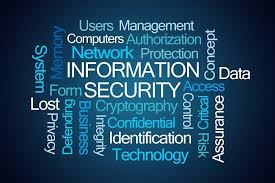 Users Management
Computers Authorization
Network Protection
System
Memory
Concept
INFORMATION
Data
SECURITY
Form
Access
Lost
Privacy
Defending
Business
Cryptography
Integrity
Confidential
Control
Critical
Risk
Assurance
Identification
Technology